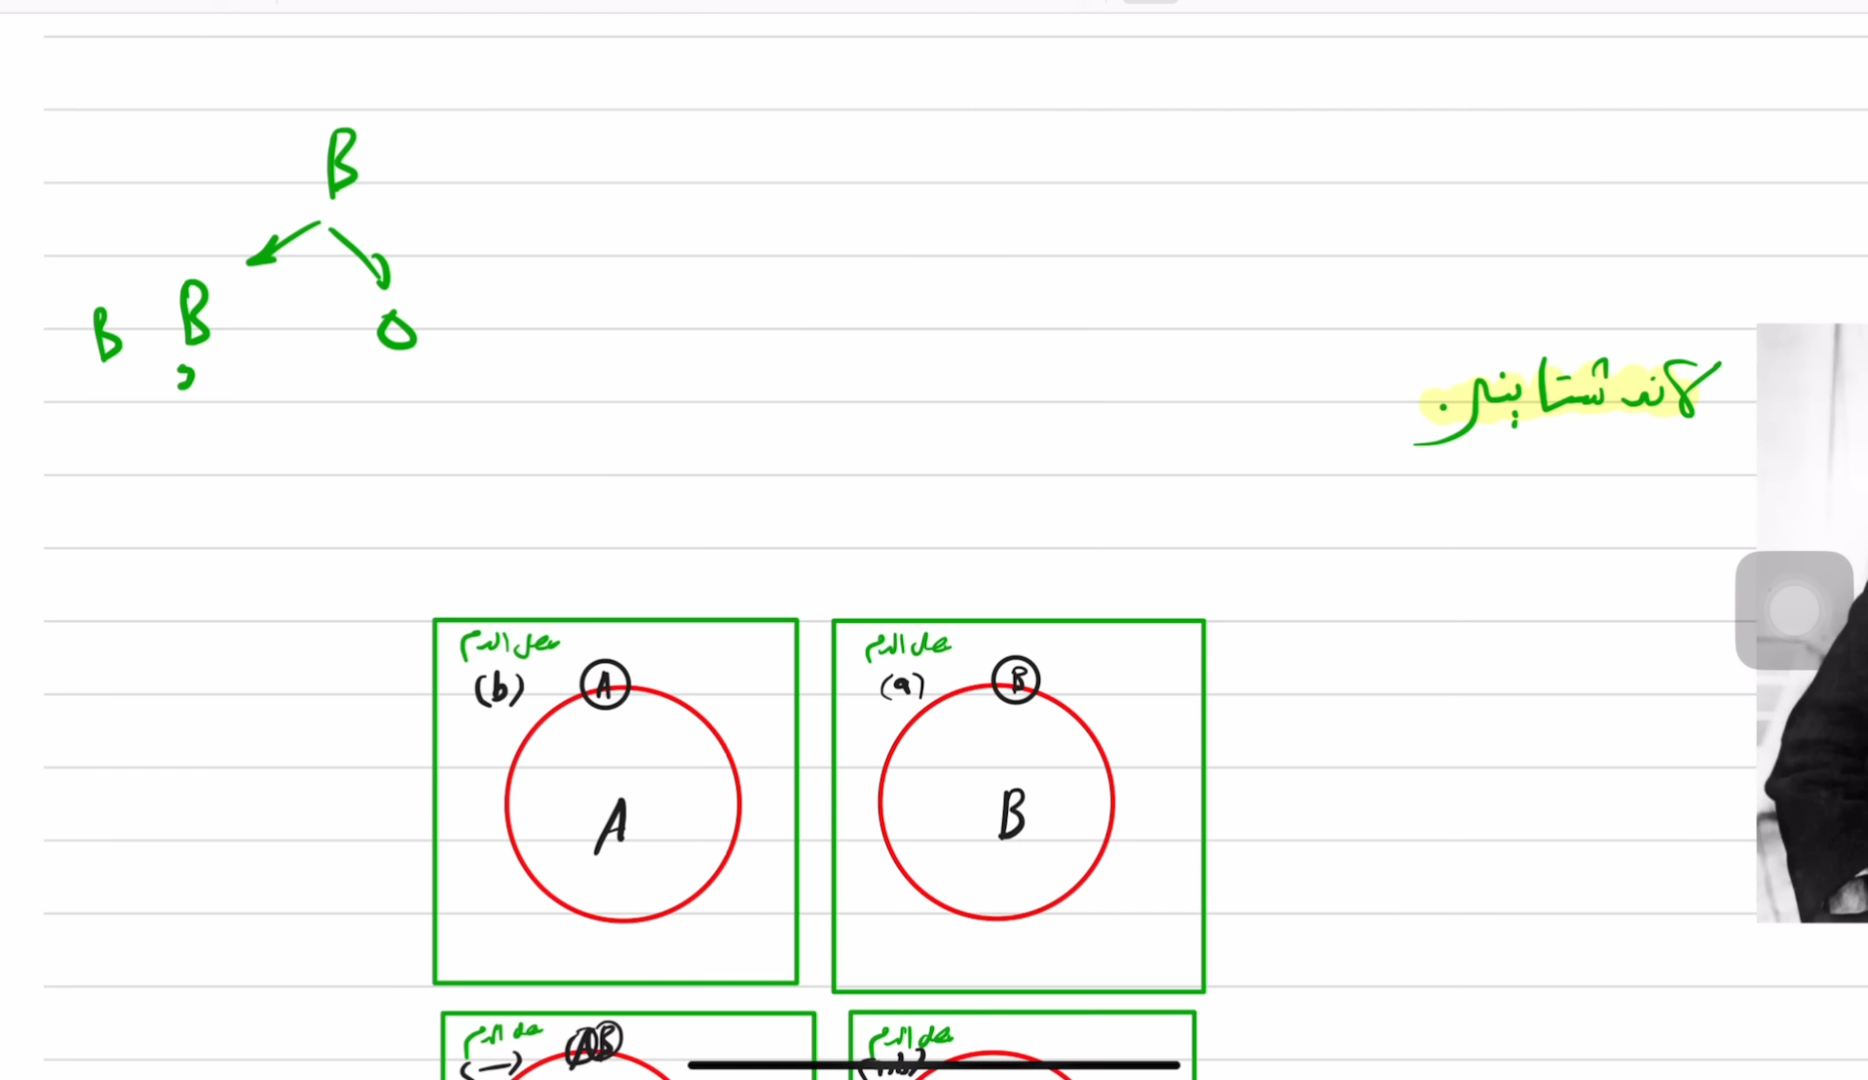 B
B B
O
و
لاند شتاينر.
مصل الدم
(b) A
A
مصل الدم
(a) B
B
مصل الدم
(—) AB
مصل الدم